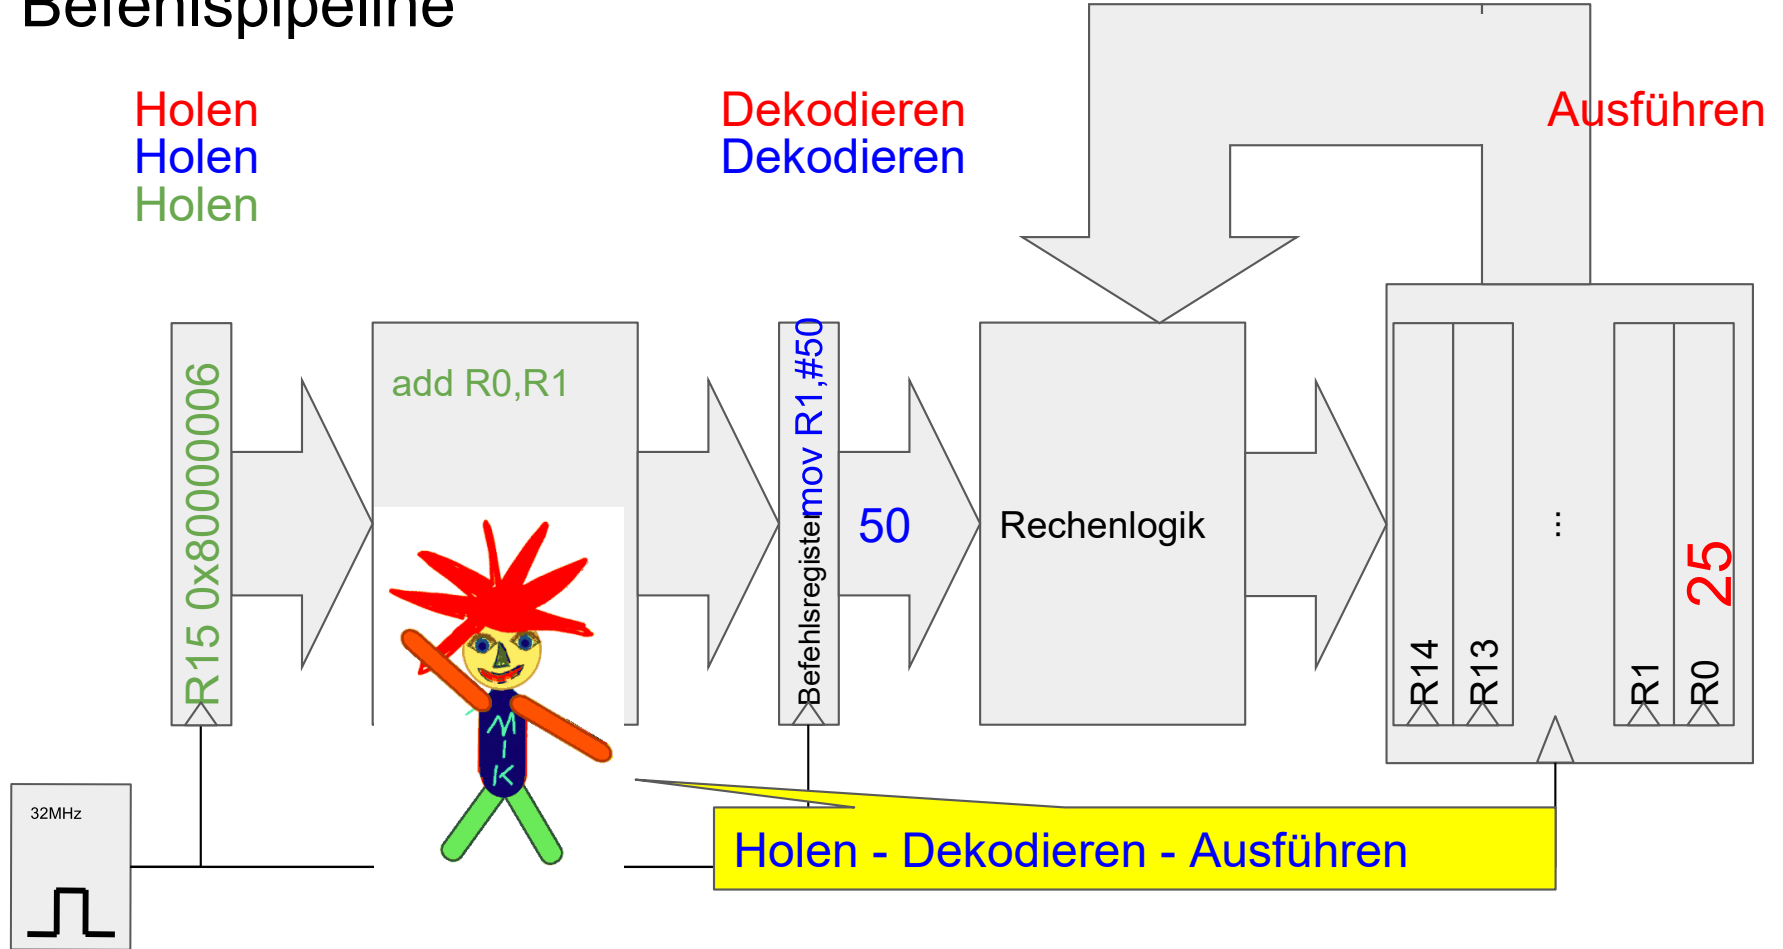 Befehlspipeline
Holen
Holen
Holen
Dekodieren
Dekodieren
Ausführen
R15 0x80000006
add R0,R1
Befehlsregister
mov R1,#50
50
Rechenlogik
R14
R13
...
R1
R0
25
MIK
32MHz
Holen - Dekodieren - Ausführen